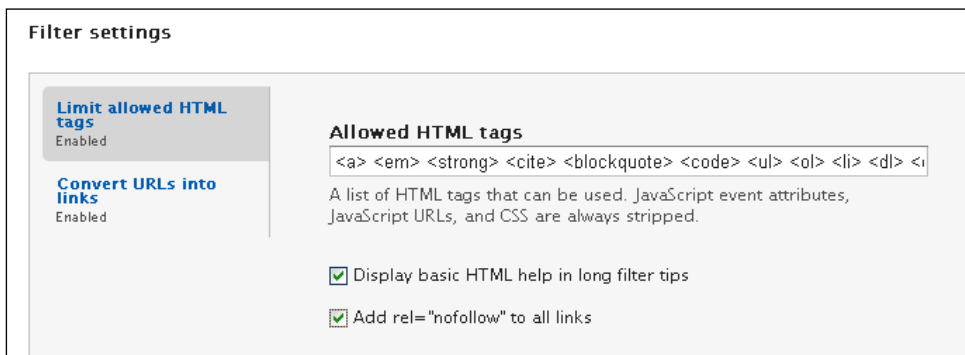 Filter settings
Limit allowed HTML
tags
Enabled
Convert URLs into
links
Enabled
Allowed HTML tags
<a> <em> <strong> <cite> <blockquote> <code> <ul> <ol> <li> <dl>
A list of HTML tags that can be used. JavaScript event attributes,
JavaScript URLs, and CSS are always stripped.
Display basic HTML help in long filter tips
Add rel="nofollow" to all links